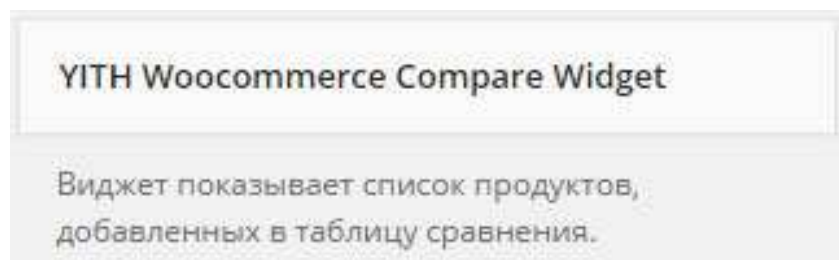 YITH Woocommerce Compare Widget
Виджет показывает список продуктов,
добавленных в таблицу сравнения.